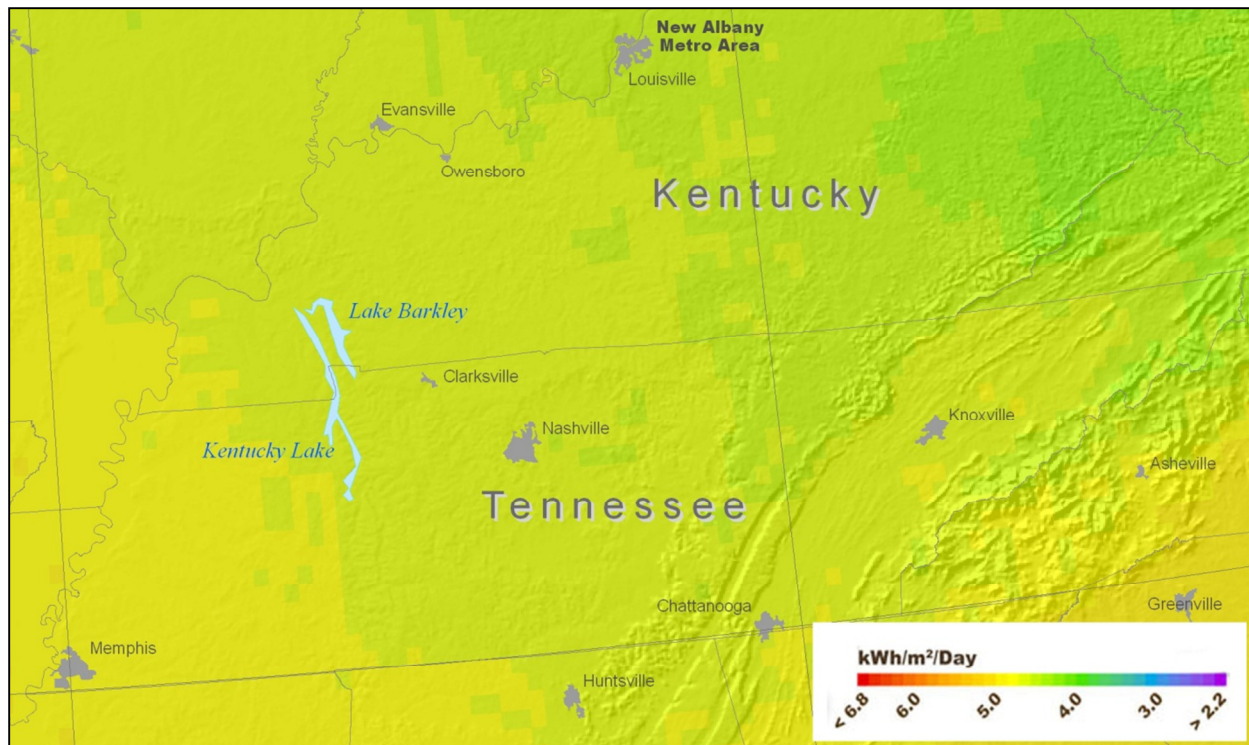 New Albany
Metro Area
Louisville
Evansville
Owensboro
Kentucky
Lake Barkley
Clarksville
Kentucky Lake
Nashville
Knoxville
Asheville
Tennessee
Chattanooga
Greenville
Memphis
Huntsville
kWh/m²/Day
< 6.8 6.0 5.0 4.0 3.0 > 2.2